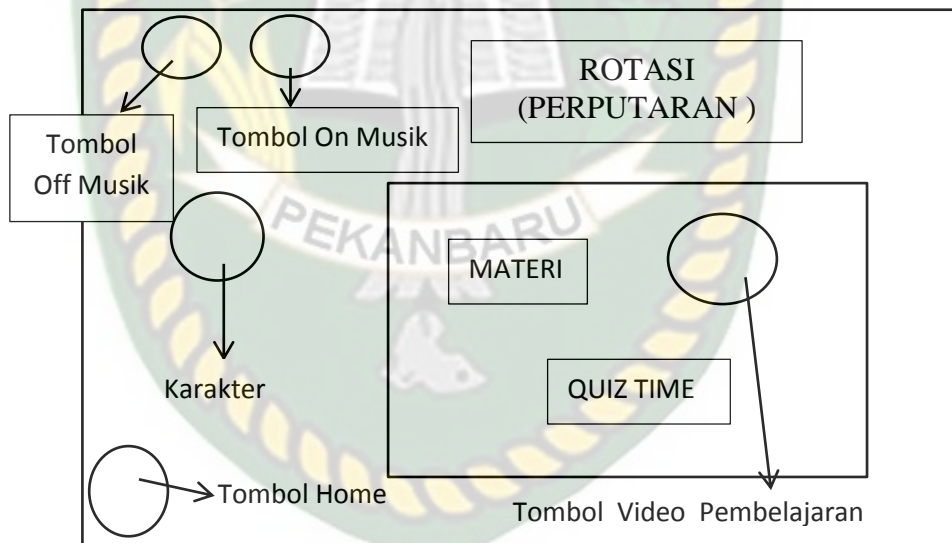 ROTASI
(PERPUTARAN )
Tombol
Off Musik
Tombol On Musik
PEKANBARU
MATERI
Karakter
QUIZ TIME
Tombol Home
Tombol Video Pembelajaran